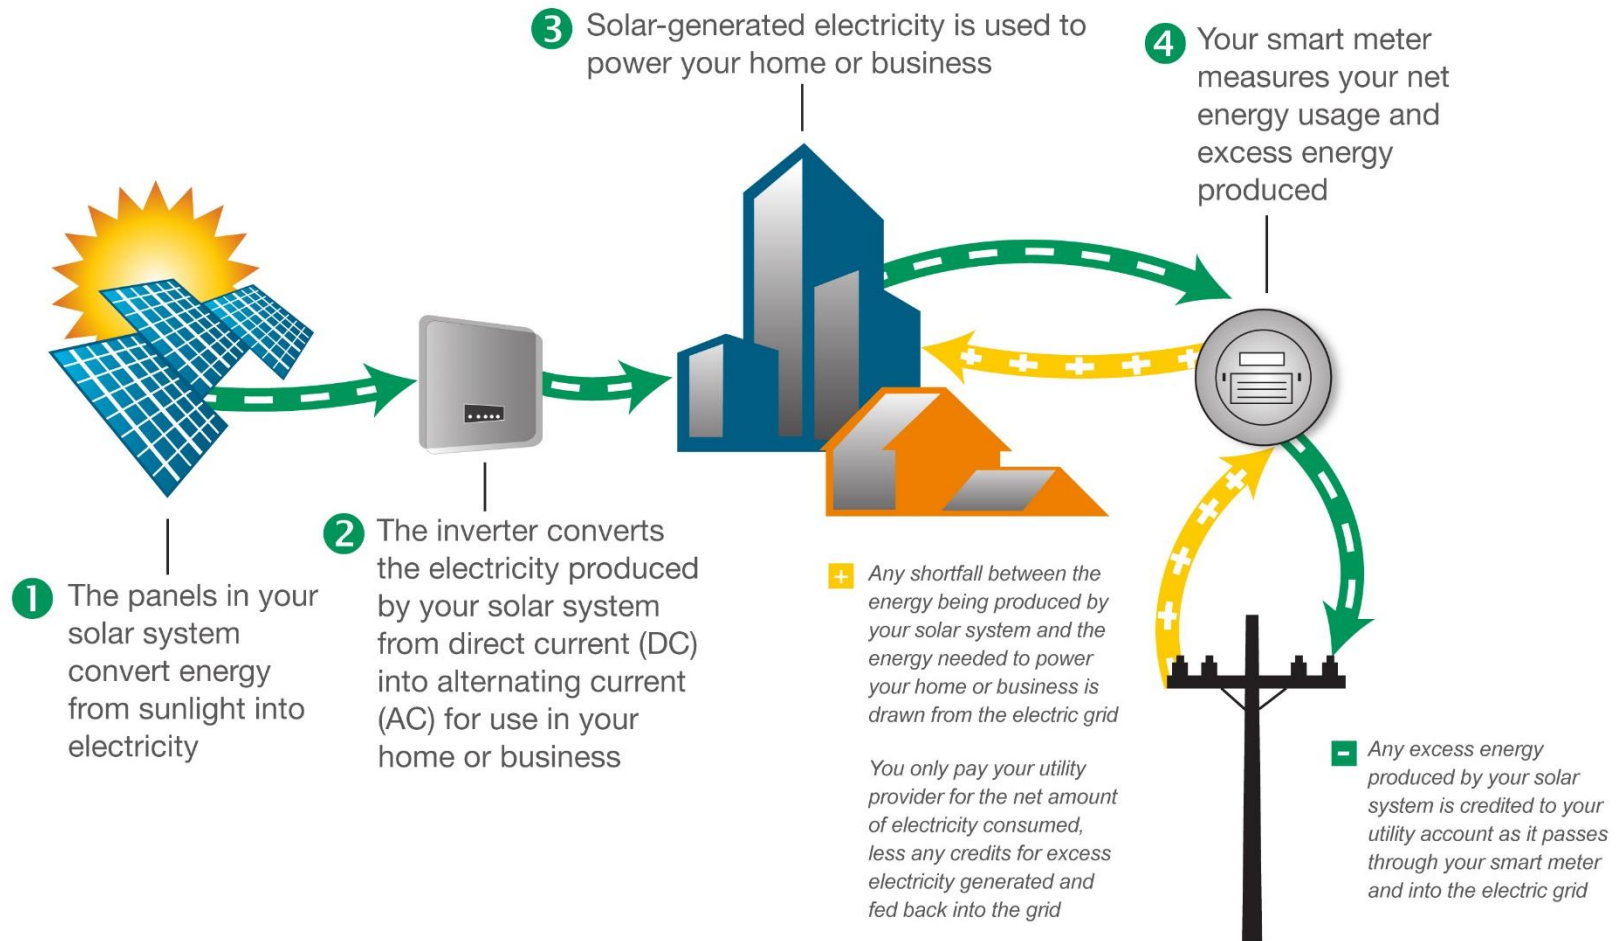 1 The panels in your
solar system
convert energy
from sunlight into
electricity
2 The inverter converts
the electricity produced
by your solar system
from direct current (DC)
into alternating current
(AC) for use in your
home or business
3 Solar-generated electricity is used to
power your home or business
4 Your smart meter
measures your net
energy usage and
excess energy
produced
+ Any shortfall between the
energy being produced by
your solar system and the
energy needed to power
your home or business is
drawn from the electric grid
You only pay your utility
provider for the net amount
of electricity consumed,
less any credits for excess
electricity generated and
fed back into the grid
- Any excess energy
produced by your solar
system is credited to your
utility account as it passes
through your smart meter
and into the electric grid